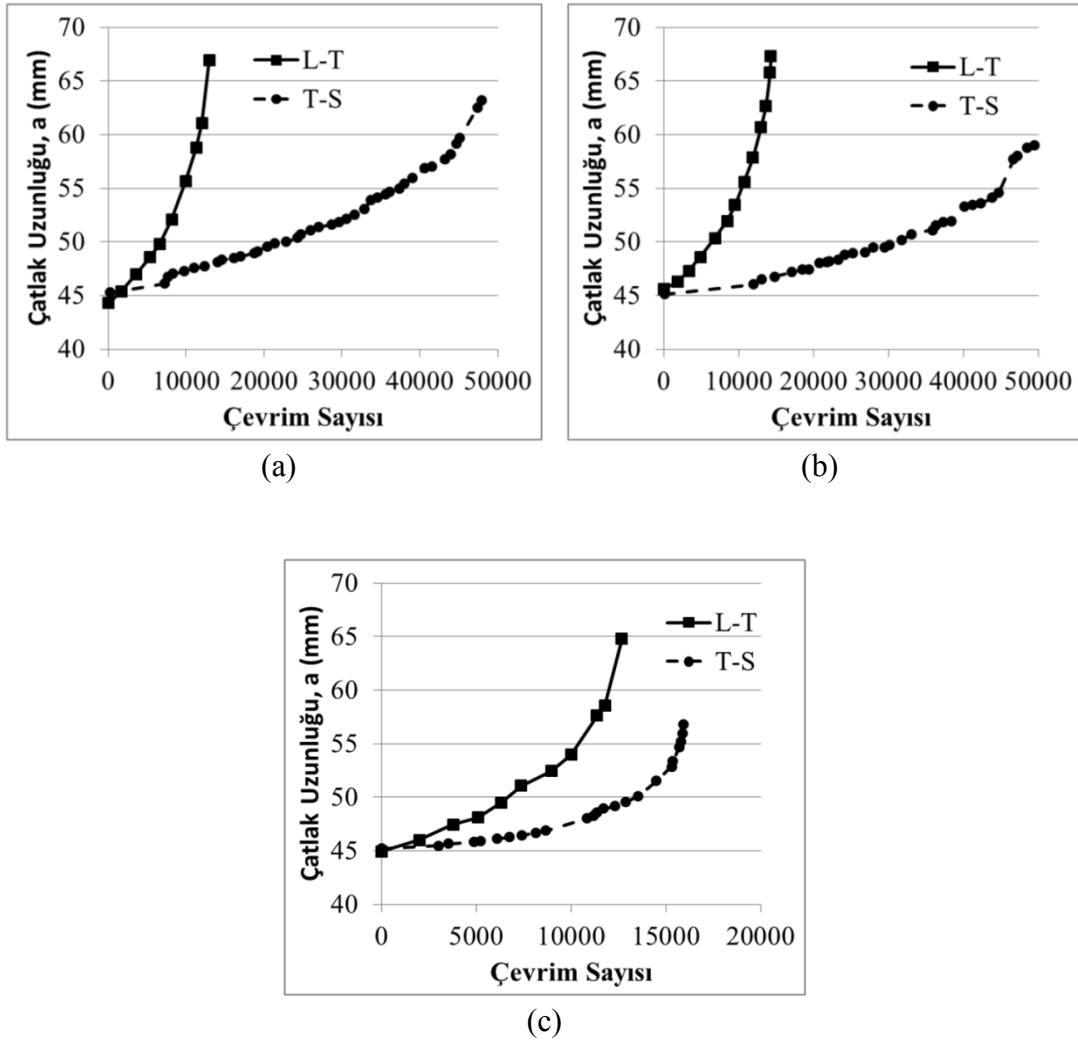 Çatlak Uzunluğu, a (mm)
70
65
60
55
50
45
40
L-T
T-S
0 10000 20000 30000 40000 50000
Çevrim Sayısı
(a)
Çatlak Uzunluğu, a (mm)
70
65
60
55
50
45
40
L-T
T-S
0 10000 20000 30000 40000 50000
Çevrim Sayısı
(b)
Çatlak Uzunluğu, a (mm)
70
65
60
55
50
45
40
L-T
T-S
0 5000 10000 15000 20000
Çevrim Sayısı
(c)